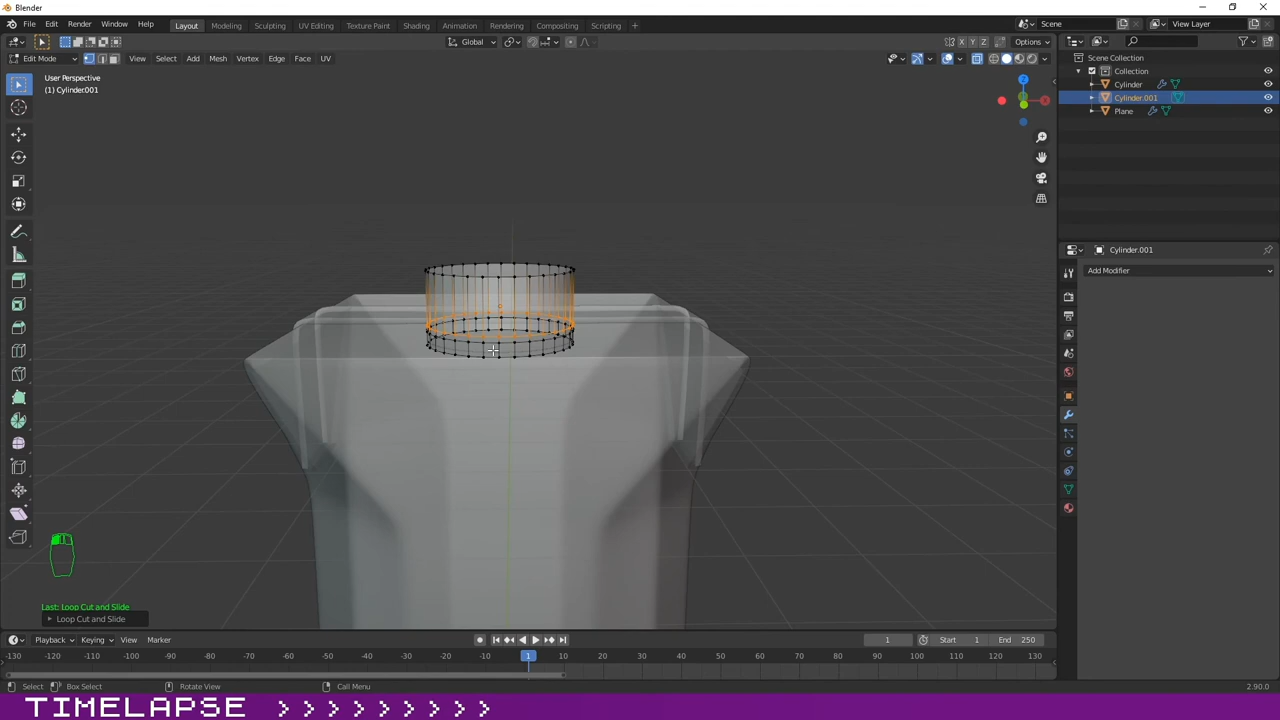 Blender
File Edit Render Window Help Layout Modeling Sculpting UV Editing Texture Paint Shading Animation Rendering Compositing Scripting + Scene View Layer
Global Options
X Y Z
Edit Mode View Select Add Mesh Vertex Edge Face UV
User Perspective
(1) Cylinder.001
Scene Collection
Collection
Cylinder
Cylinder.001
Plane
Z
X
Cylinder.001
Add Modifier
Last: Loop Cut and Slide
Loop Cut and Slide
Playback Keying View Marker 1 Start 1 End 250
-130 -120 -110 -100 -90 -80 -70 -60 -50 -40 -30 -20 -10 1 10 20 30 40 50 60 70 80 90 100 110 120 130
Select Box Select Rotate View Call Menu 2.90.0
TIMELAPSE > > > > > > > > >